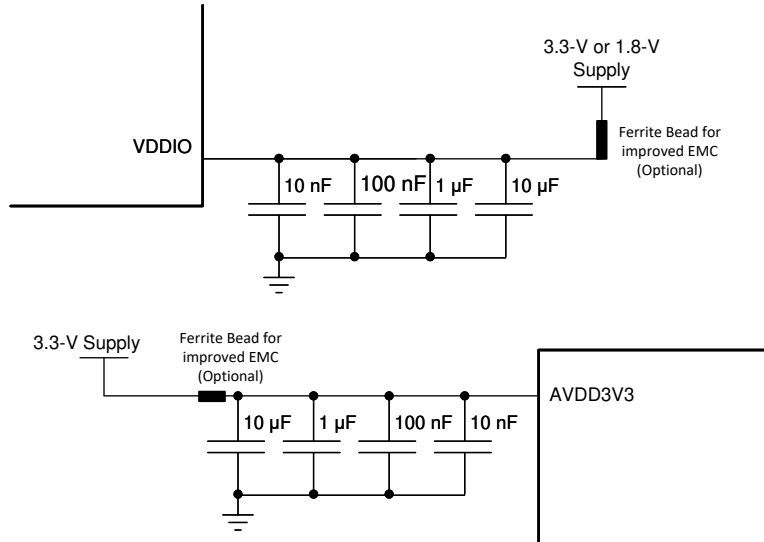 3.3-V or 1.8-V
Supply
VDDIO
Ferrite Bead for
improved EMC
(Optional)
10 nF
100 nF
1 µF
10 µF
3.3-V Supply
Ferrite Bead for
improved EMC
(Optional)
AVDD3V3
10 µF
1 µF
100 nF
10 nF